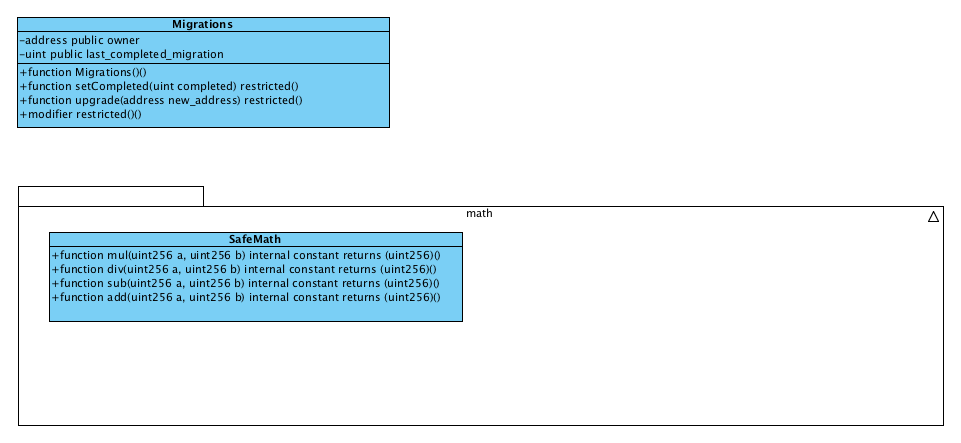 Migrations
-address public owner
-uint public last_completed_migration
+function Migrations()()
+function setCompleted(uint completed) restricted()
+function upgrade(address new_address) restricted()
+modifier restricted()()
math
SafeMath
+function mul(uint256 a, uint256 b) internal constant returns (uint256)()
+function div(uint256 a, uint256 b) internal constant returns (uint256)()
+function sub(uint256 a, uint256 b) internal constant returns (uint256)()
+function add(uint256 a, uint256 b) internal constant returns (uint256)()